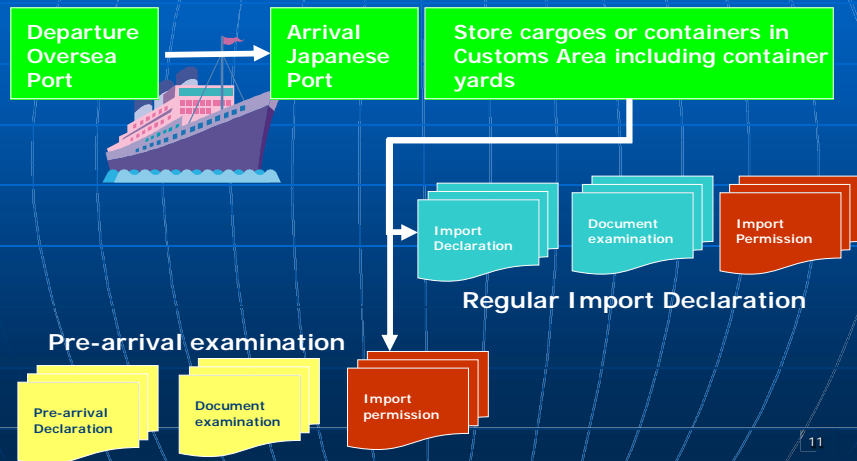 Departure
Oversea
Port
Arrival
Japanese
Port
Store cargoes or containers in
Customs Area including container
yards
Import
Declaration
Document
examination
Import
Permission
Regular Import Declaration
Pre-arrival examination
Pre-arrival
Declaration
Document
examination
Import
permission
11